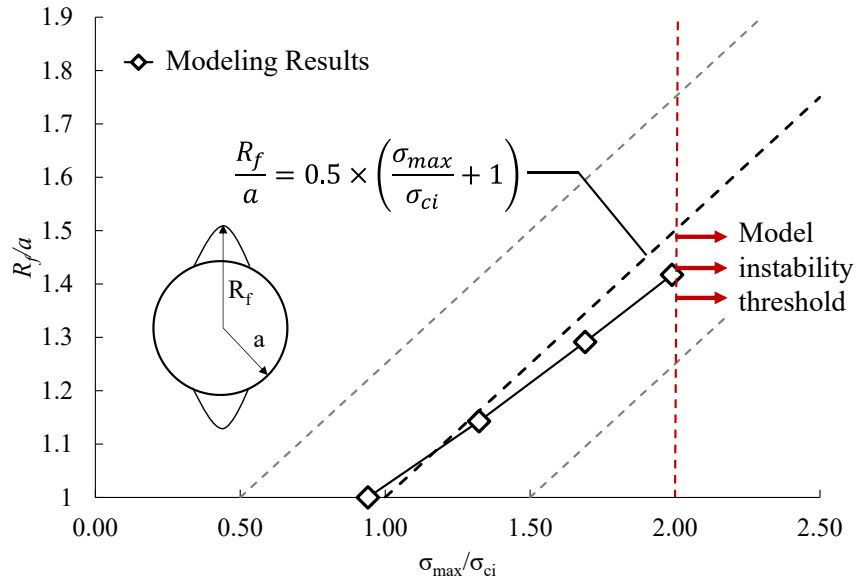 1.9
1.8
1.7
1.6
1.5
1.4
1.3
1.2
1.1
1
R_f/a
Modeling Results
R_f/a = 0.5 × (σ_max/σ_ci + 1)
R_f
a
Model
instability
threshold
0.00 0.50 1.00 1.50 2.00 2.50
σ_max/σ_ci